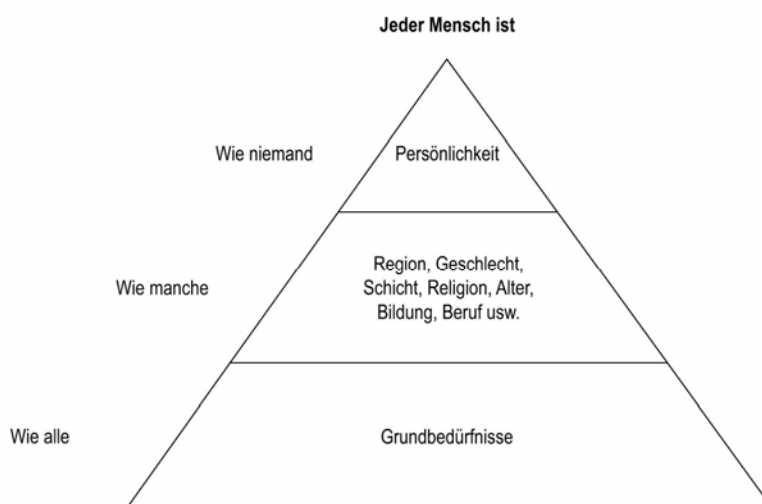 Jeder Mensch ist
Wie niemand
Persönlichkeit
Wie manche
Region, Geschlecht,
Schicht, Religion, Alter,
Bildung, Beruf usw.
Wie alle
Grundbedürfnisse